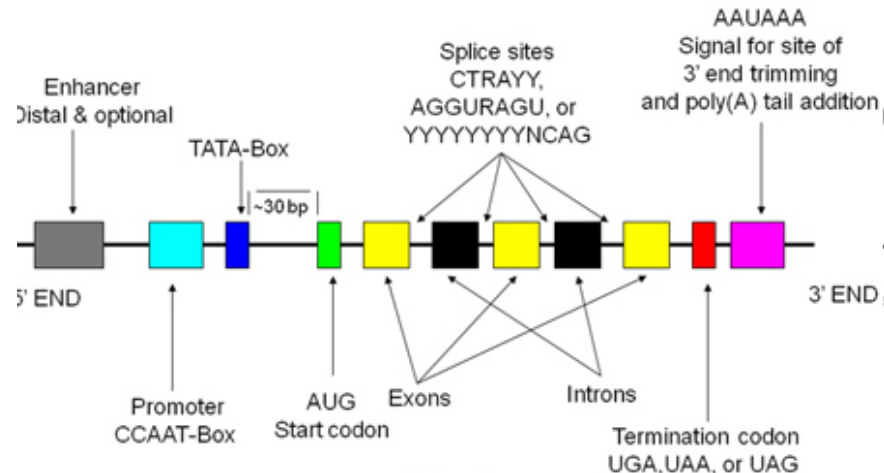 AAUAAA
Signal for site of
3' end trimming
and poly(A) tail addition
Splice sites
CTRAYY,
AGGURAGU, or
YYYYYYYYNCAG
Enhancer
Distal & optional
TATA-Box
~30 bp
5' END
3' END
Promoter
CCAAT-Box
AUG
Start codon
Exons
Introns
Termination codon
UGA,UAA, or UAG